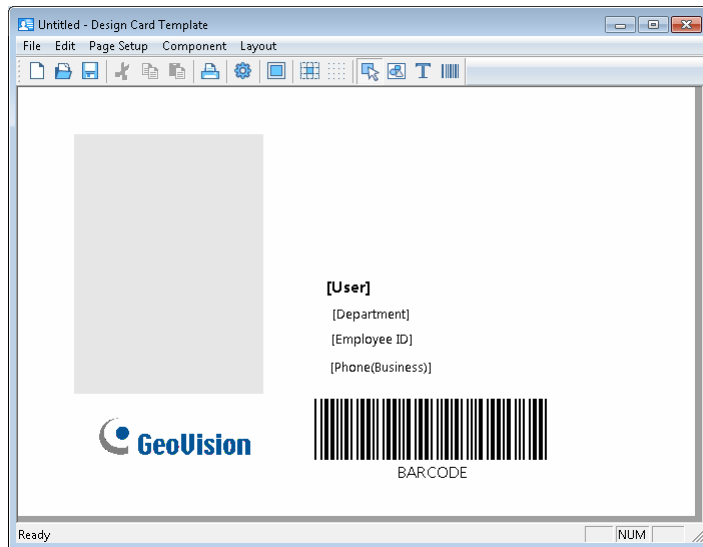 Untitled - Design Card Template
File Edit Page Setup Component Layout
[User]
[Department]
[Employee ID]
[Phone(Business)]
GeoVision
BARCODE
Ready NUM